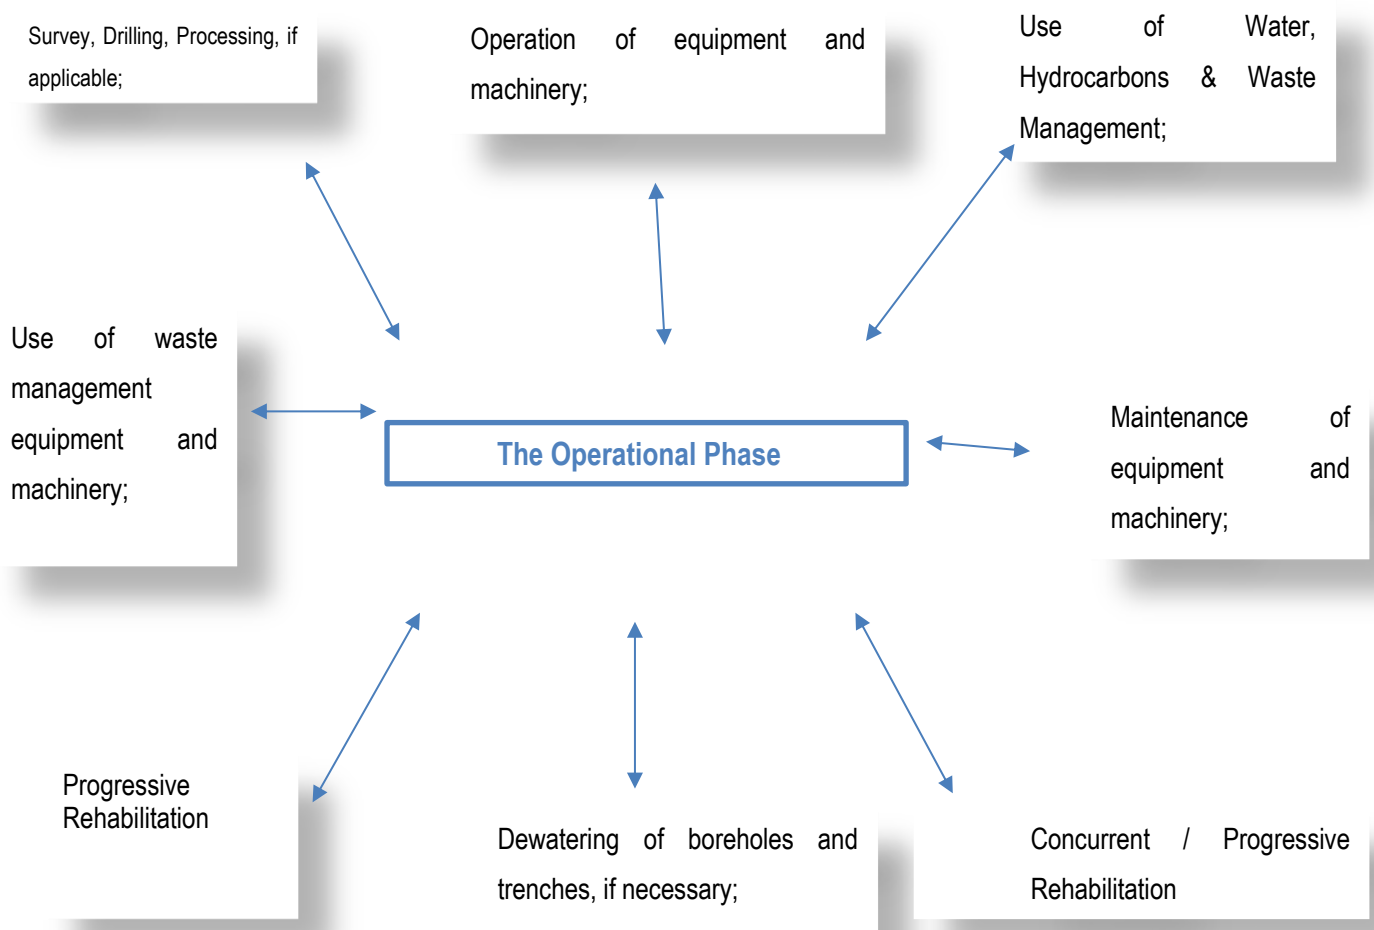 Survey, Drilling, Processing, if
applicable;
Operation of equipment and
machinery;
Use of Water,
Hydrocarbons & Waste
Management;
Use of waste
management
equipment and
machinery;
The Operational Phase
Maintenance of
equipment and
machinery;
Progressive
Rehabilitation
Dewatering of boreholes and
trenches, if necessary;
Concurrent / Progressive
Rehabilitation